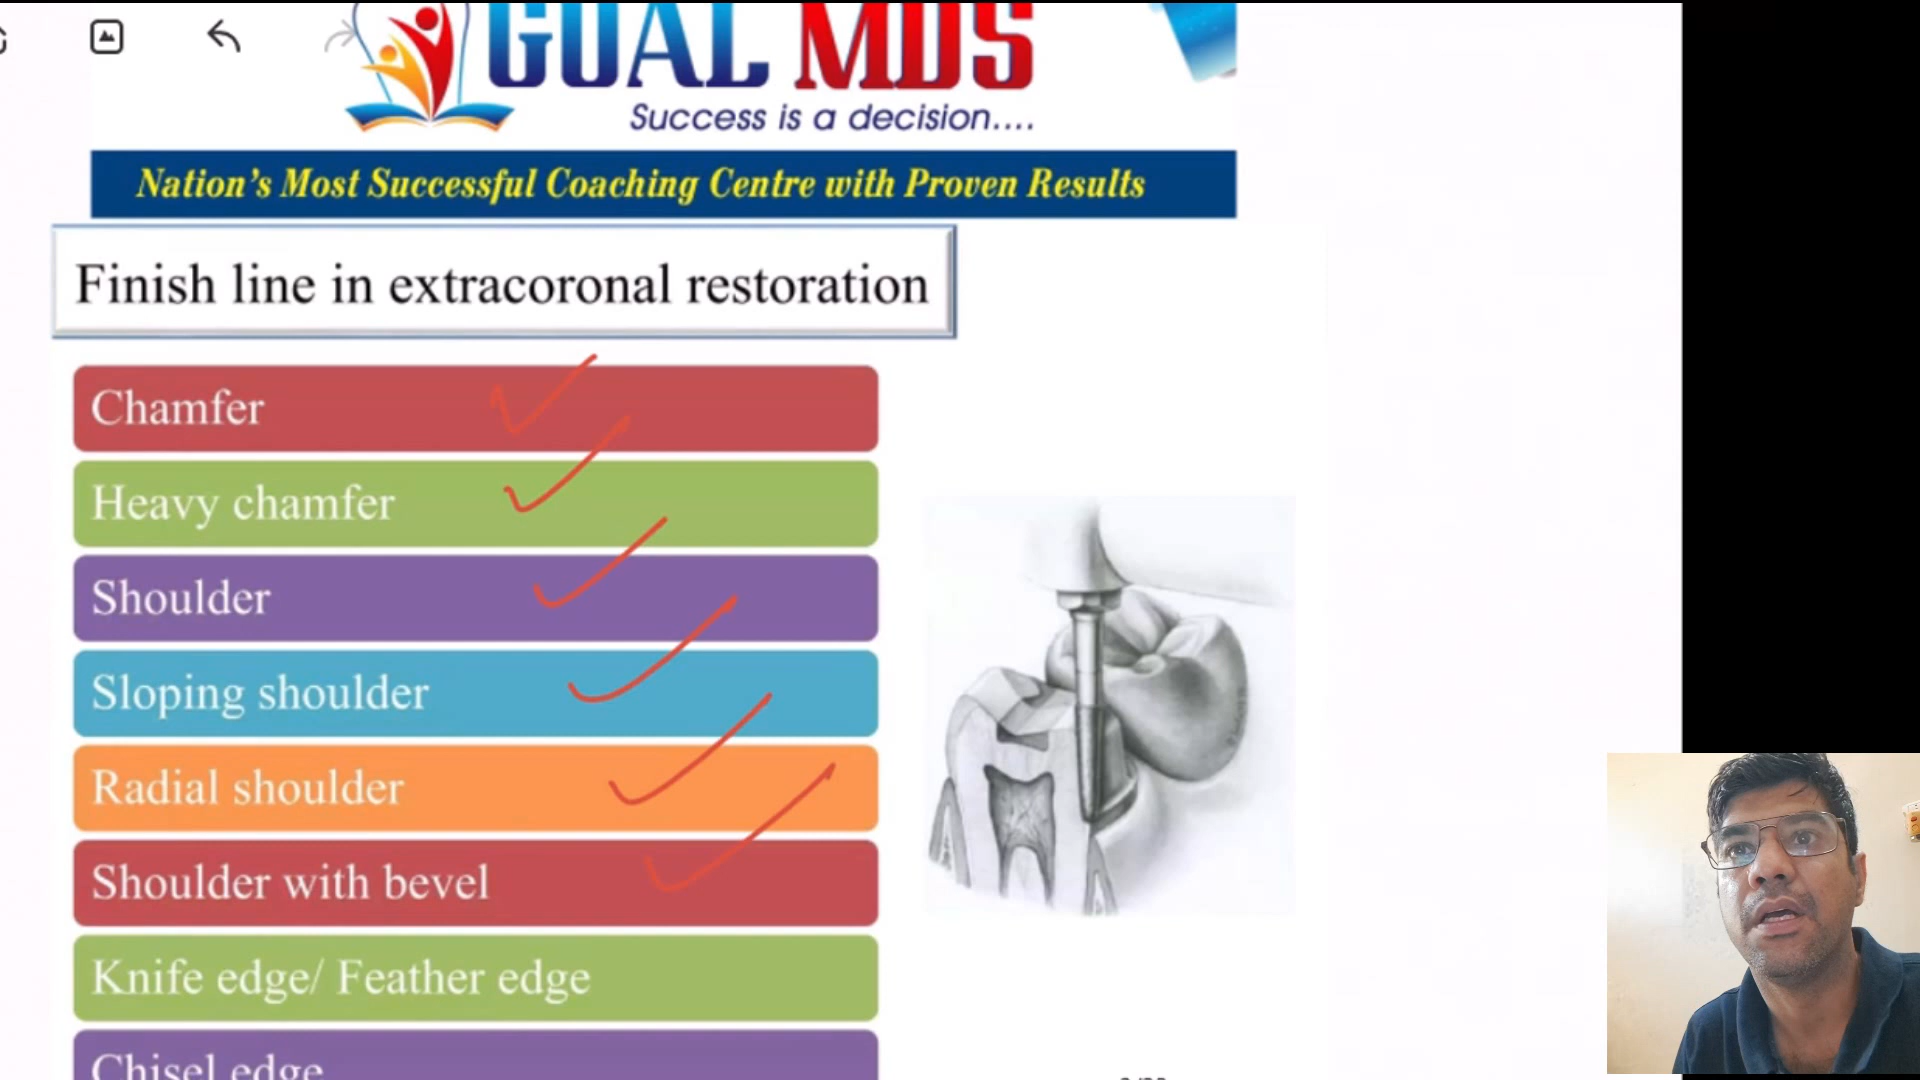 GOAL MDS
Success is a decision....
Nation's Most Successful Coaching Centre with Proven Results
Finish line in extracoronal restoration
Chamfer
Heavy chamfer
Shoulder
Sloping shoulder
Radial shoulder
Shoulder with bevel
Knife edge/ Feather edge
Chisel edge